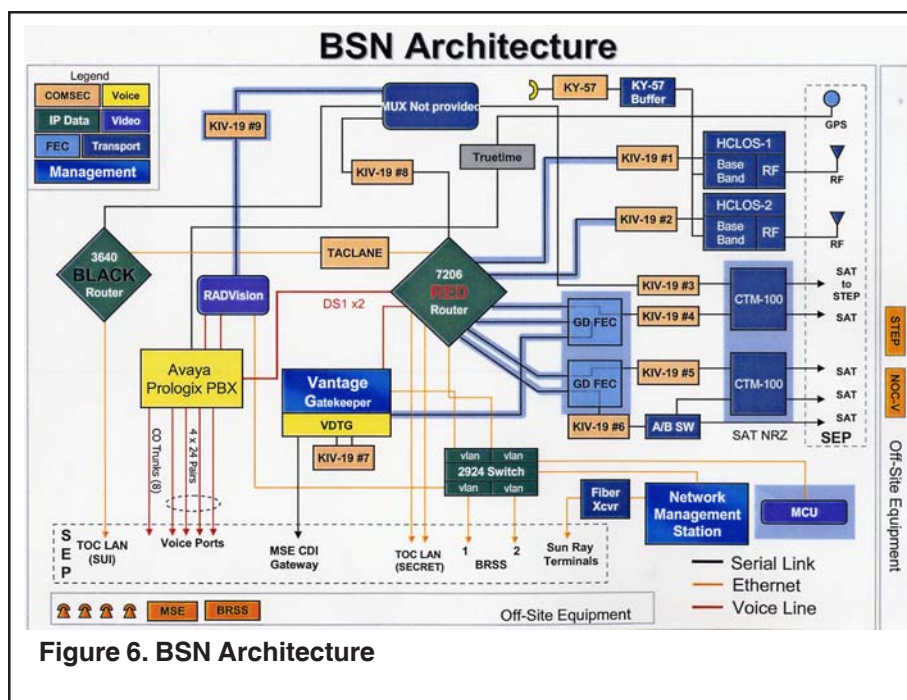 BSN Architecture
Legend
COMSEC
Voice
IP Data
Video
FEC
Transport
Management
KIV-19 #9
MUX Not provided
KIV-19 #8
Truetime
KY-57
KY-57
Buffer
GPS
KIV-19 #1
HCLOS-1
Base
Band
RF
RF
KIV-19 #2
HCLOS-2
Base
Band
RF
RF
3640
BLACK
Router
TACLANE
RADVision
DS1 x2
7206
RED
Router
KIV-19 #3
KIV-19 #4
CTM-100
SAT
to
STEP
SAT
GD FEC
GD FEC
KIV-19 #5
KIV-19 #6
A/B SW
CTM-100
SAT
SAT
SAT
SAT NRZ
SEP
STEP
NOC-V
Off-Site Equipment
Avaya
Prologix PBX
Vantage
Gatekeeper
VDTG
KIV-19 #7
CO Trunks (8)
4 x 24 Pairs
vlan
vlan
2924 Switch
vlan
vlan
Fiber
Xcvr
Network
Management
Station
MCU
SEP
TOC LAN
(SUI)
Voice Ports
MSE CDI
Gateway
TOC LAN
(SECRET)
1
2
BRSS
Sun Ray
Terminals
Serial Link
Ethernet
Voice Line
MSE
BRSS
Off-Site Equipment
Figure 6. BSN Architecture